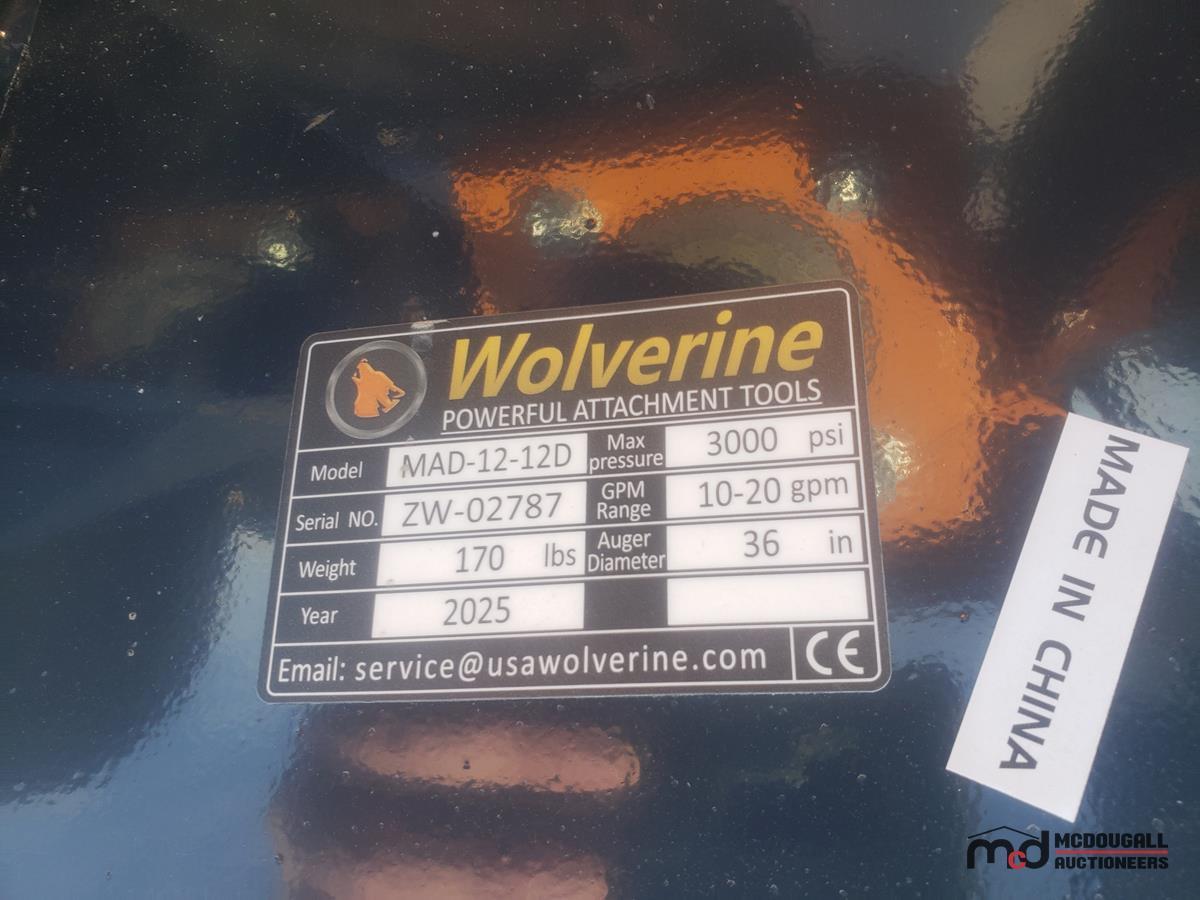 Wolverine
POWERFUL ATTACHMENT TOOLS
Model MAD-12-12D Max pressure 3000 psi
Serial NO. ZW-02787 GPM Range 10-20 gpm
Weight 170 lbs Auger Diameter 36 in
Year 2025
Email: service@usawolverine.com CE
MADE IN CHINA
mcd MCDOUGALL
AUCTIONEERS